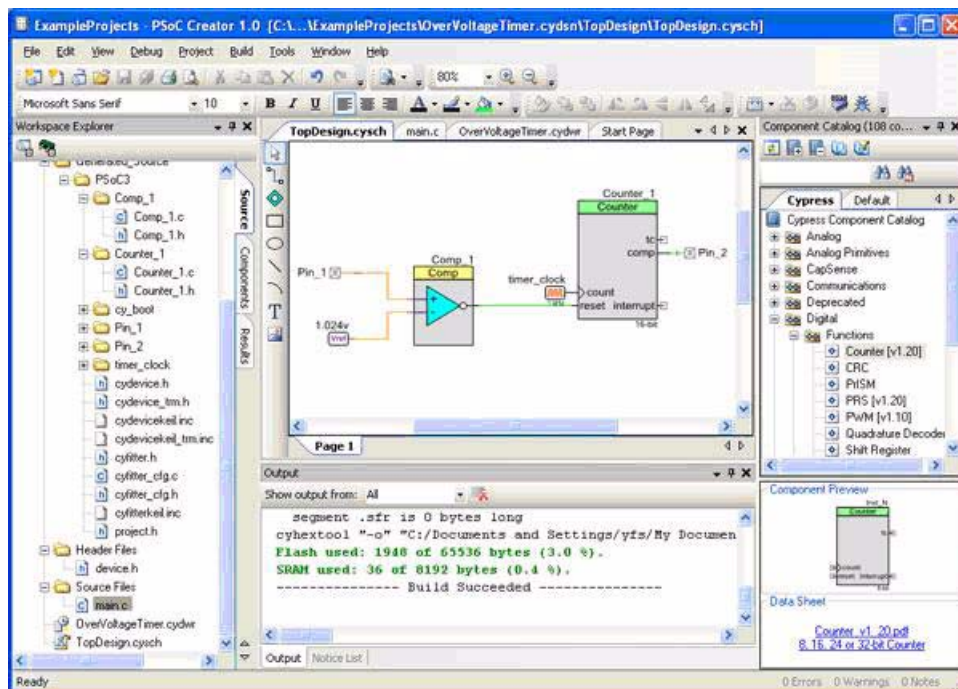 ExampleProjects - PSoC Creator 1.0 [C:\...\ExampleProjects\OverVoltageTimer.cydsn\TopDesign\TopDesign.cysch]
File Edit View Debug Project Build Tools Window Help
80%
Microsoft Sans Serif 10 B I U A
Workspace Explorer
Generated_Source
PSoC3
Comp_1
Comp_1.c
Comp_1.h
Counter_1
Counter_1.c
Counter_1.h
cy_bool
Pin_1
Pin_2
timer_clock
cydevice.h
cydevice_trm.h
cydevicekeil.inc
cydevicekeil_trm.inc
cyfitter.h
cyfitter_cfg.c
cyfitter_cfg.h
cyfitterkeil.inc
project.h
Header Files
device.h
Source Files
main.c
OverVoltageTimer.cydwr
TopDesign.cysch
Source
Components
Results
TopDesign.cysch main.c OverVoltageTimer.cydwr Start Page
Counter_1
Counter
tc
comp
Pin_2
Comp_1
Comp
Pin_1
timer_clock
count
reset interrupt
16-bit
1.024v
Vref
Page 1
Output
Show output from: All
segment .sfr is 0 bytes long
cyhextool "-o" "C:/Documents and Settings/yfs/My Documen
Flash used: 1948 of 65536 bytes (3.0 %).
SRAM used: 36 of 8192 bytes (0.4 %).
--------------- Build Succeeded ---------------
Output Notice List
Component Catalog (108 co...
Cypress Default
Cypress Component Catalog
Analog
Analog Primitives
CapSense
Communications
Deprecated
Digital
Functions
Counter [v1.20]
CRC
PrISM
PRS [v1.20]
PWM [v1.10]
Quadrature Decoder
Shift Register
Component Preview
Counter
Data Sheet
Counter_v1_20.pdf
8, 16, 24 or 32-bit Counter
Ready
0 Errors 0 Warnings 0 Notes